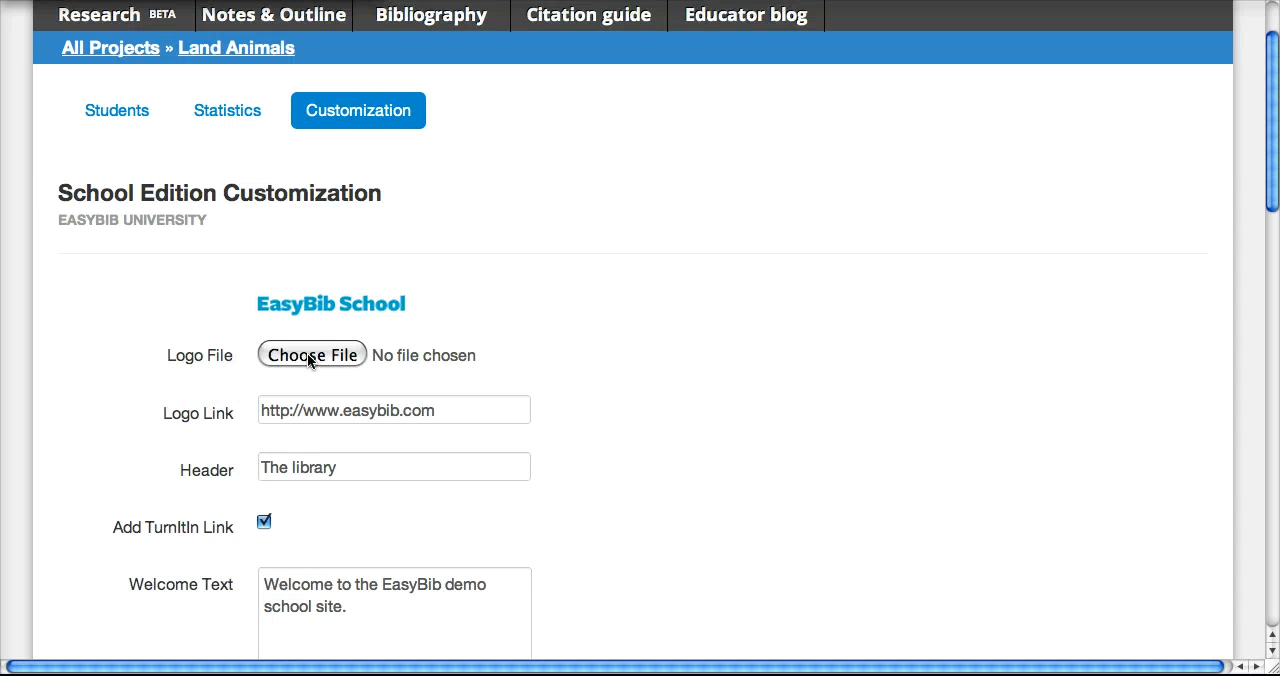 Research BETA Notes & Outline Bibliography Citation guide Educator blog
All Projects » Land Animals
Students Statistics Customization
School Edition Customization
EASYBIB UNIVERSITY
EasyBib School
Logo File Choose File No file chosen
Logo Link http://www.easybib.com
Header The library
Add TurnItIn Link
Welcome Text Welcome to the EasyBib demo
school site.